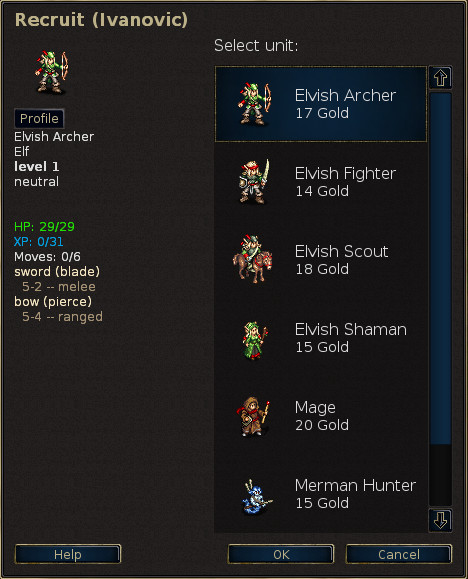 Recruit (Ivanovic)
Select unit:
Profile
Elvish Archer
Elf
level 1
neutral
HP: 29/29
XP: 0/31
Moves: 0/6
sword (blade)
5-2 -- melee
bow (pierce)
5-4 -- ranged
Elvish Archer
17 Gold
Elvish Fighter
14 Gold
Elvish Scout
18 Gold
Elvish Shaman
15 Gold
Mage
20 Gold
Merman Hunter
15 Gold
Help
OK
Cancel